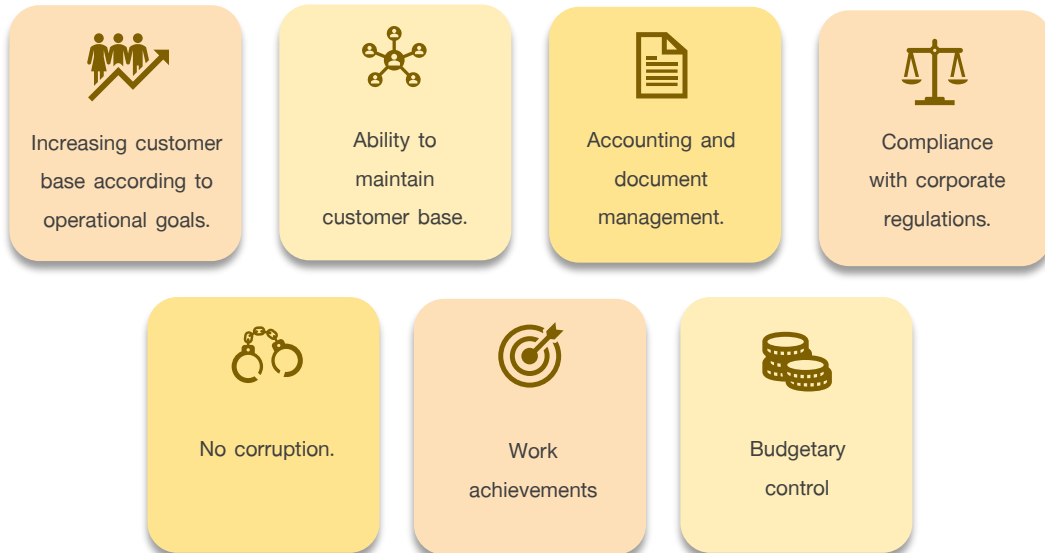 Increasing customer
base according to
operational goals.
Ability to
maintain
customer base.
Accounting and
document
management.
Compliance
with corporate
regulations.
No corruption.
Work
achievements
Budgetary
control